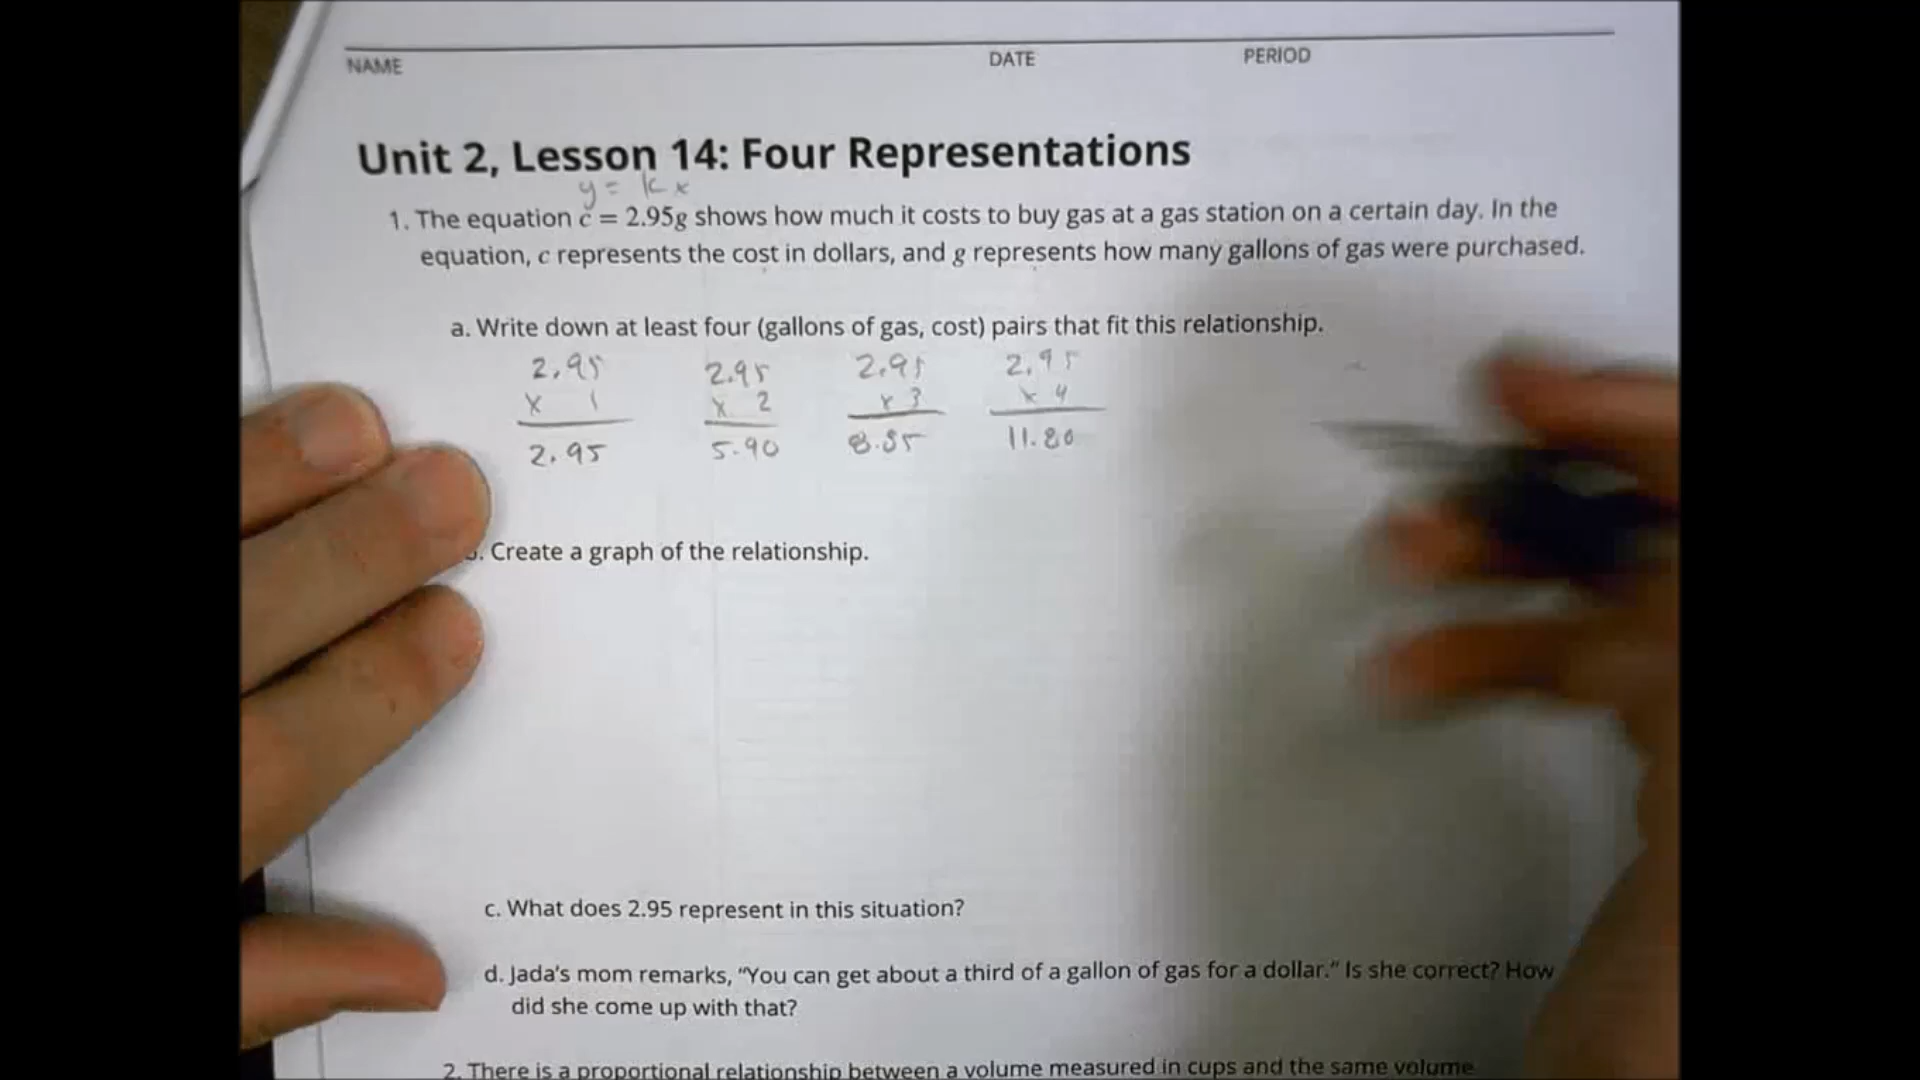 NAME DATE PERIOD
Unit 2, Lesson 14: Four Representations
y = kx
1. The equation c = 2.95g shows how much it costs to buy gas at a gas station on a certain day. In the
equation, c represents the cost in dollars, and g represents how many gallons of gas were purchased.
a. Write down at least four (gallons of gas, cost) pairs that fit this relationship.
2.95 2.95 2.95 2.95
x 1 x 2 x 3 x 4
2.95 5.90 8.85 11.80
. Create a graph of the relationship.
c. What does 2.95 represent in this situation?
d. Jada's mom remarks, “You can get about a third of a gallon of gas for a dollar.” Is she correct? How
did she come up with that?
2. There is a proportional relationship between a volume measured in cups and the same volume